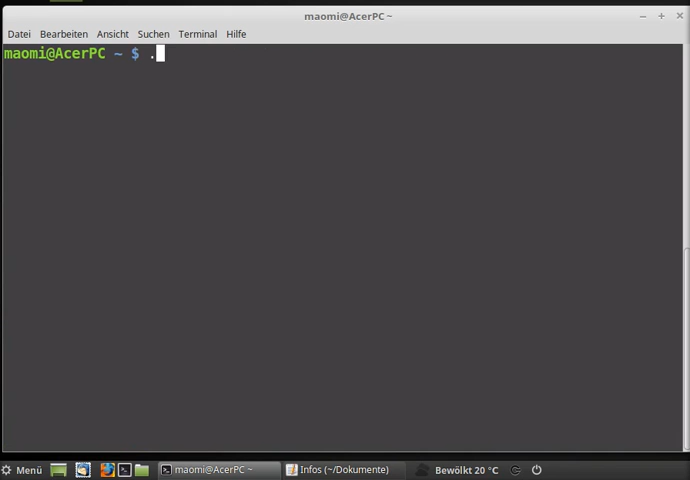 maomi@AcerPC ~
Datei Bearbeiten Ansicht Suchen Terminal Hilfe
maomi@AcerPC ~ $ .
Menü maomi@AcerPC ~ Infos (~/Dokumente) Bewölkt 20 °C